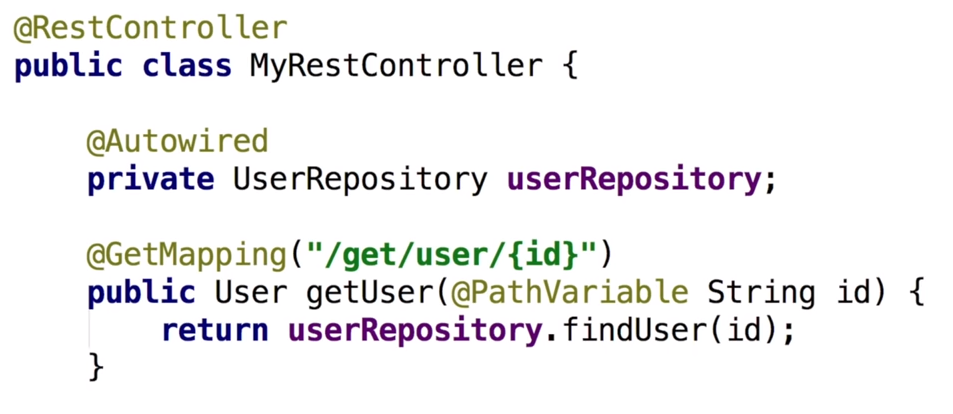 @RestController
public class MyRestController {
@Autowired
private UserRepository userRepository;
@GetMapping("/get/user/{id}")
public User getUser(@PathVariable String id) {
return userRepository.findUser(id);
}